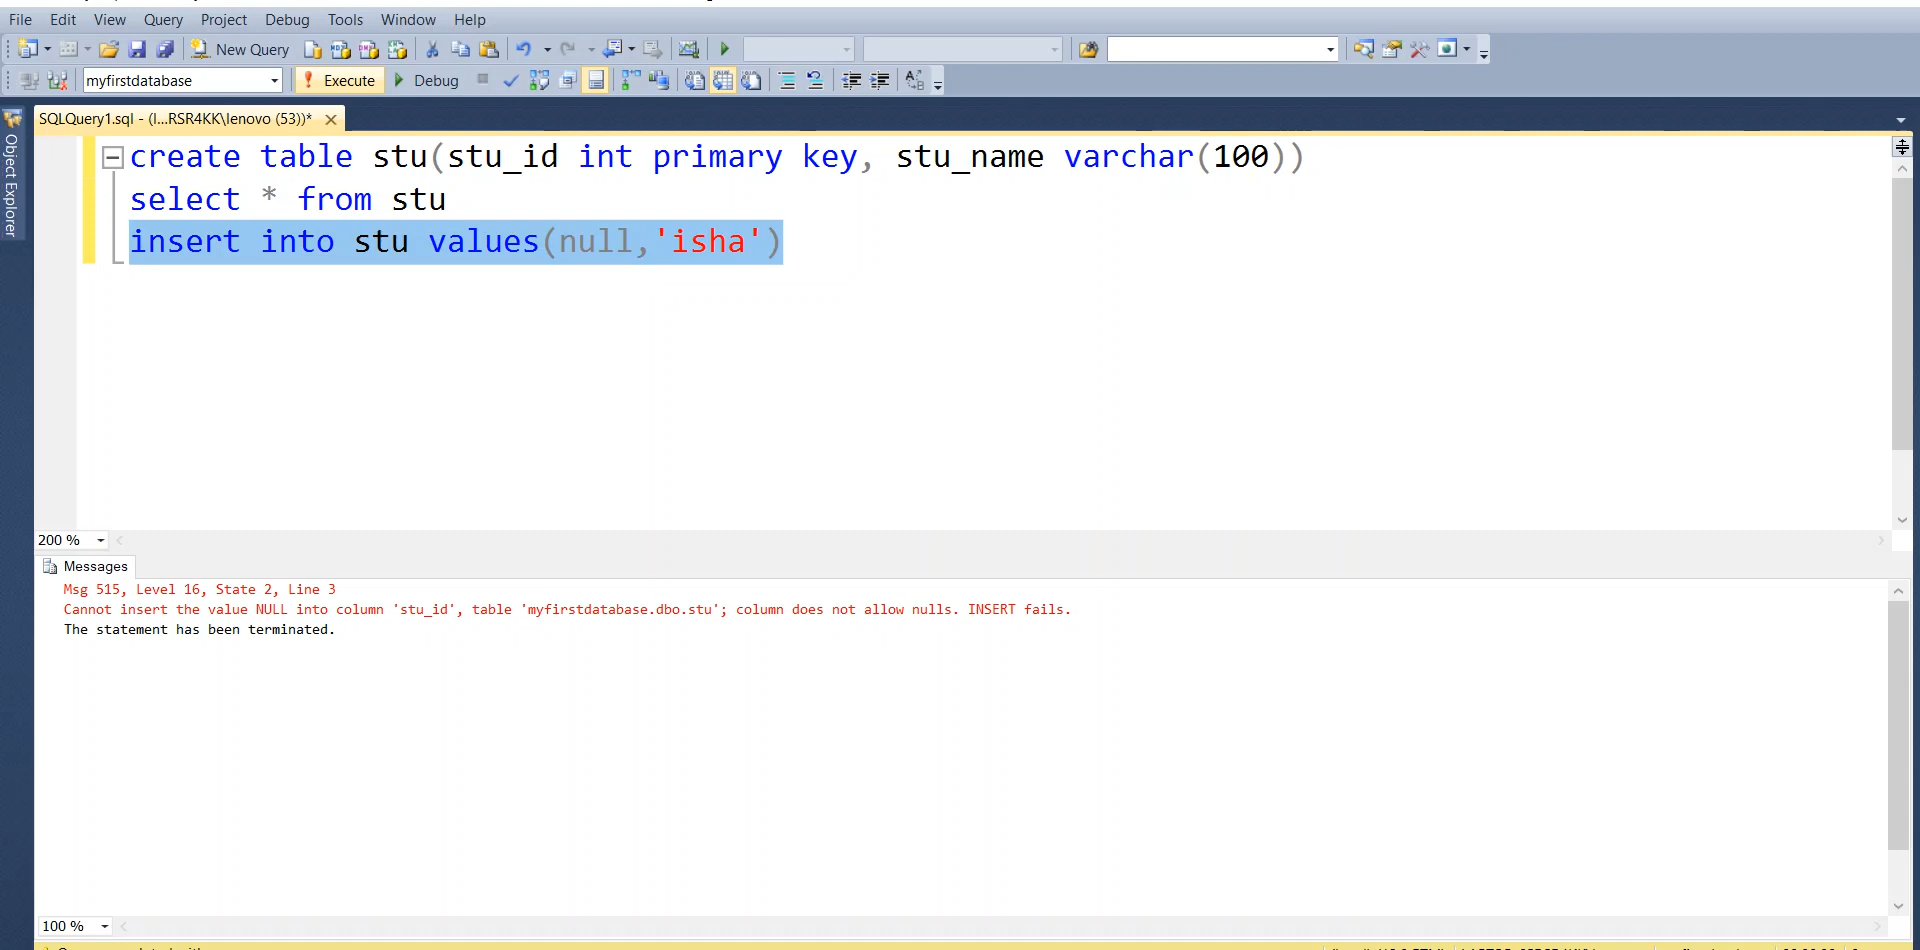 File Edit View Query Project Debug Tools Window Help
New Query
myfirstdatabase Execute Debug
SQLQuery1.sql - (l...RSR4KK\lenovo (53))*
Object Explorer
create table stu(stu_id int primary key, stu_name varchar(100))
select * from stu
insert into stu values(null,'isha')
200 %
Messages
Msg 515, Level 16, State 2, Line 3
Cannot insert the value NULL into column 'stu_id', table 'myfirstdatabase.dbo.stu'; column does not allow nulls. INSERT fails.
The statement has been terminated.
100 %